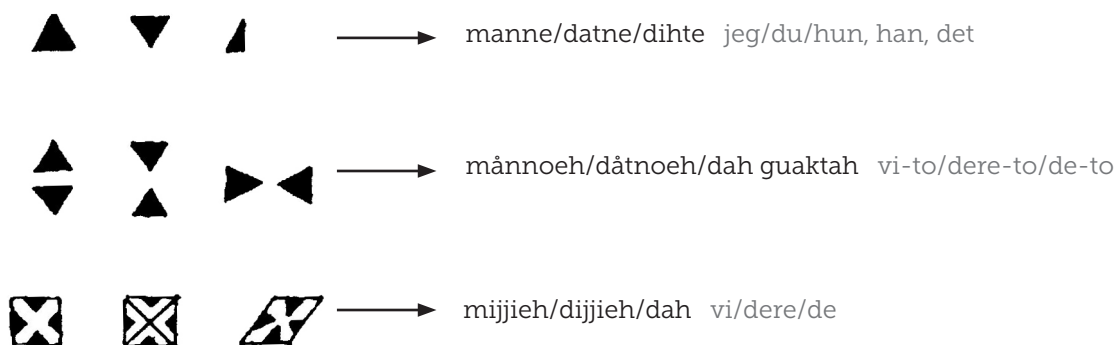 manne/datne/dihte jeg/du/hun, han, det
månnoeh/dåtnoeh/dah guaktah vi-to/dere-to/de-to
mijjieh/dijjieh/dah vi/dere/de